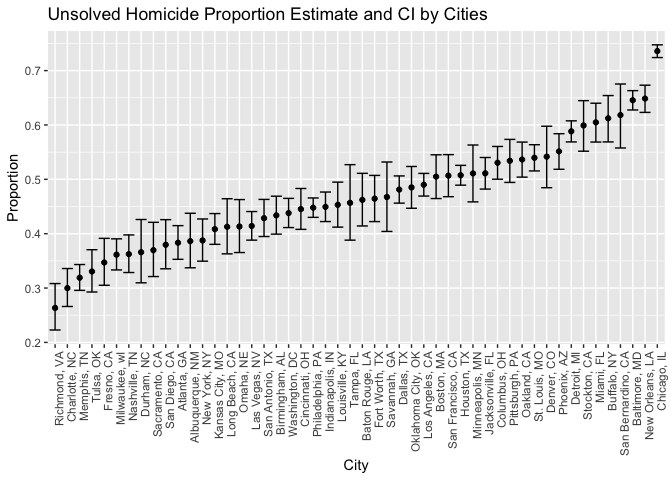 Unsolved Homicide Proportion Estimate and CI by Cities
Proportion
0.7
0.6
0.5
0.4
0.3
0.2
Richmond, VA
Charlotte, NC
Memphis, TN
Tulsa, OK
Fresno, CA
Milwaukee, wI
Nashville, TN
Durham, NC
Sacramento, CA
San Diego, CA
Atlanta, GA
Albuquerque, NM
New York, NY
Kansas City, MO
Long Beach, CA
Omaha, NE
Las Vegas, NV
San Antonio, TX
Birmingham, AL
Washington, DC
Cincinnati, OH
Philadelphia, PA
Indianapolis, IN
Louisville, KY
Tampa, FL
Baton Rouge, LA
Fort Worth, TX
Savannah, GA
Dallas, TX
Oklahoma City, OK
Los Angeles, CA
Boston, MA
San Francisco, CA
Houston, TX
Minneapolis, MN
Jacksonville, FL
Columbus, OH
Pittsburgh, PA
Oakland, CA
St. Louis, MO
Denver, CO
Phoenix, AZ
Detroit, MI
Stockton, CA
Miami, FL
Buffalo, NY
San Bernardino, CA
Baltimore, MD
New Orleans, LA
Chicago, IL
City